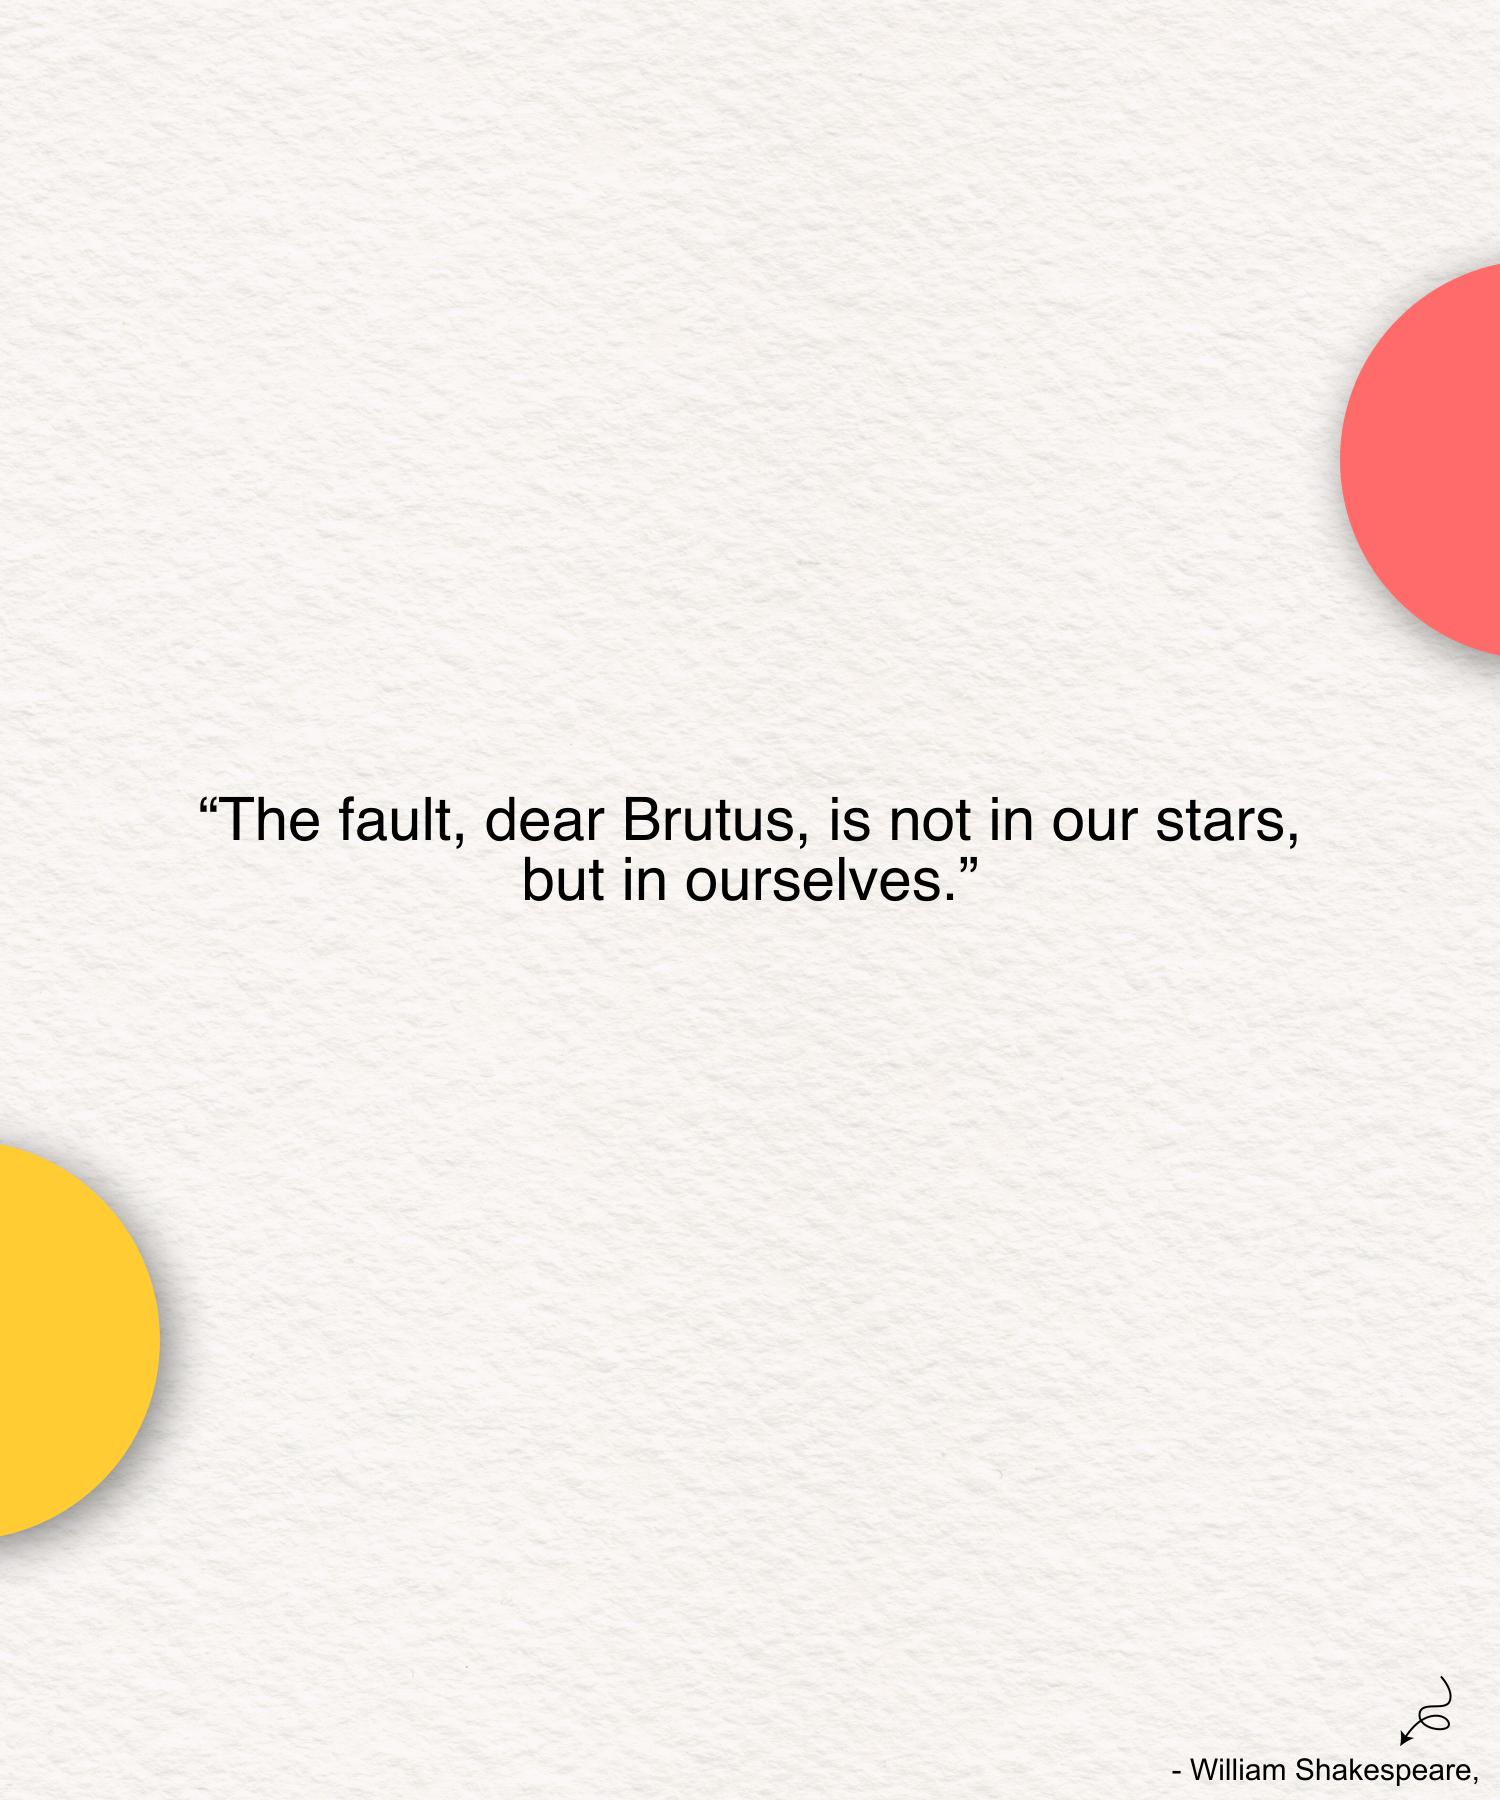 “The fault, dear Brutus, is not in our stars,
but in ourselves.”
- William Shakespeare,